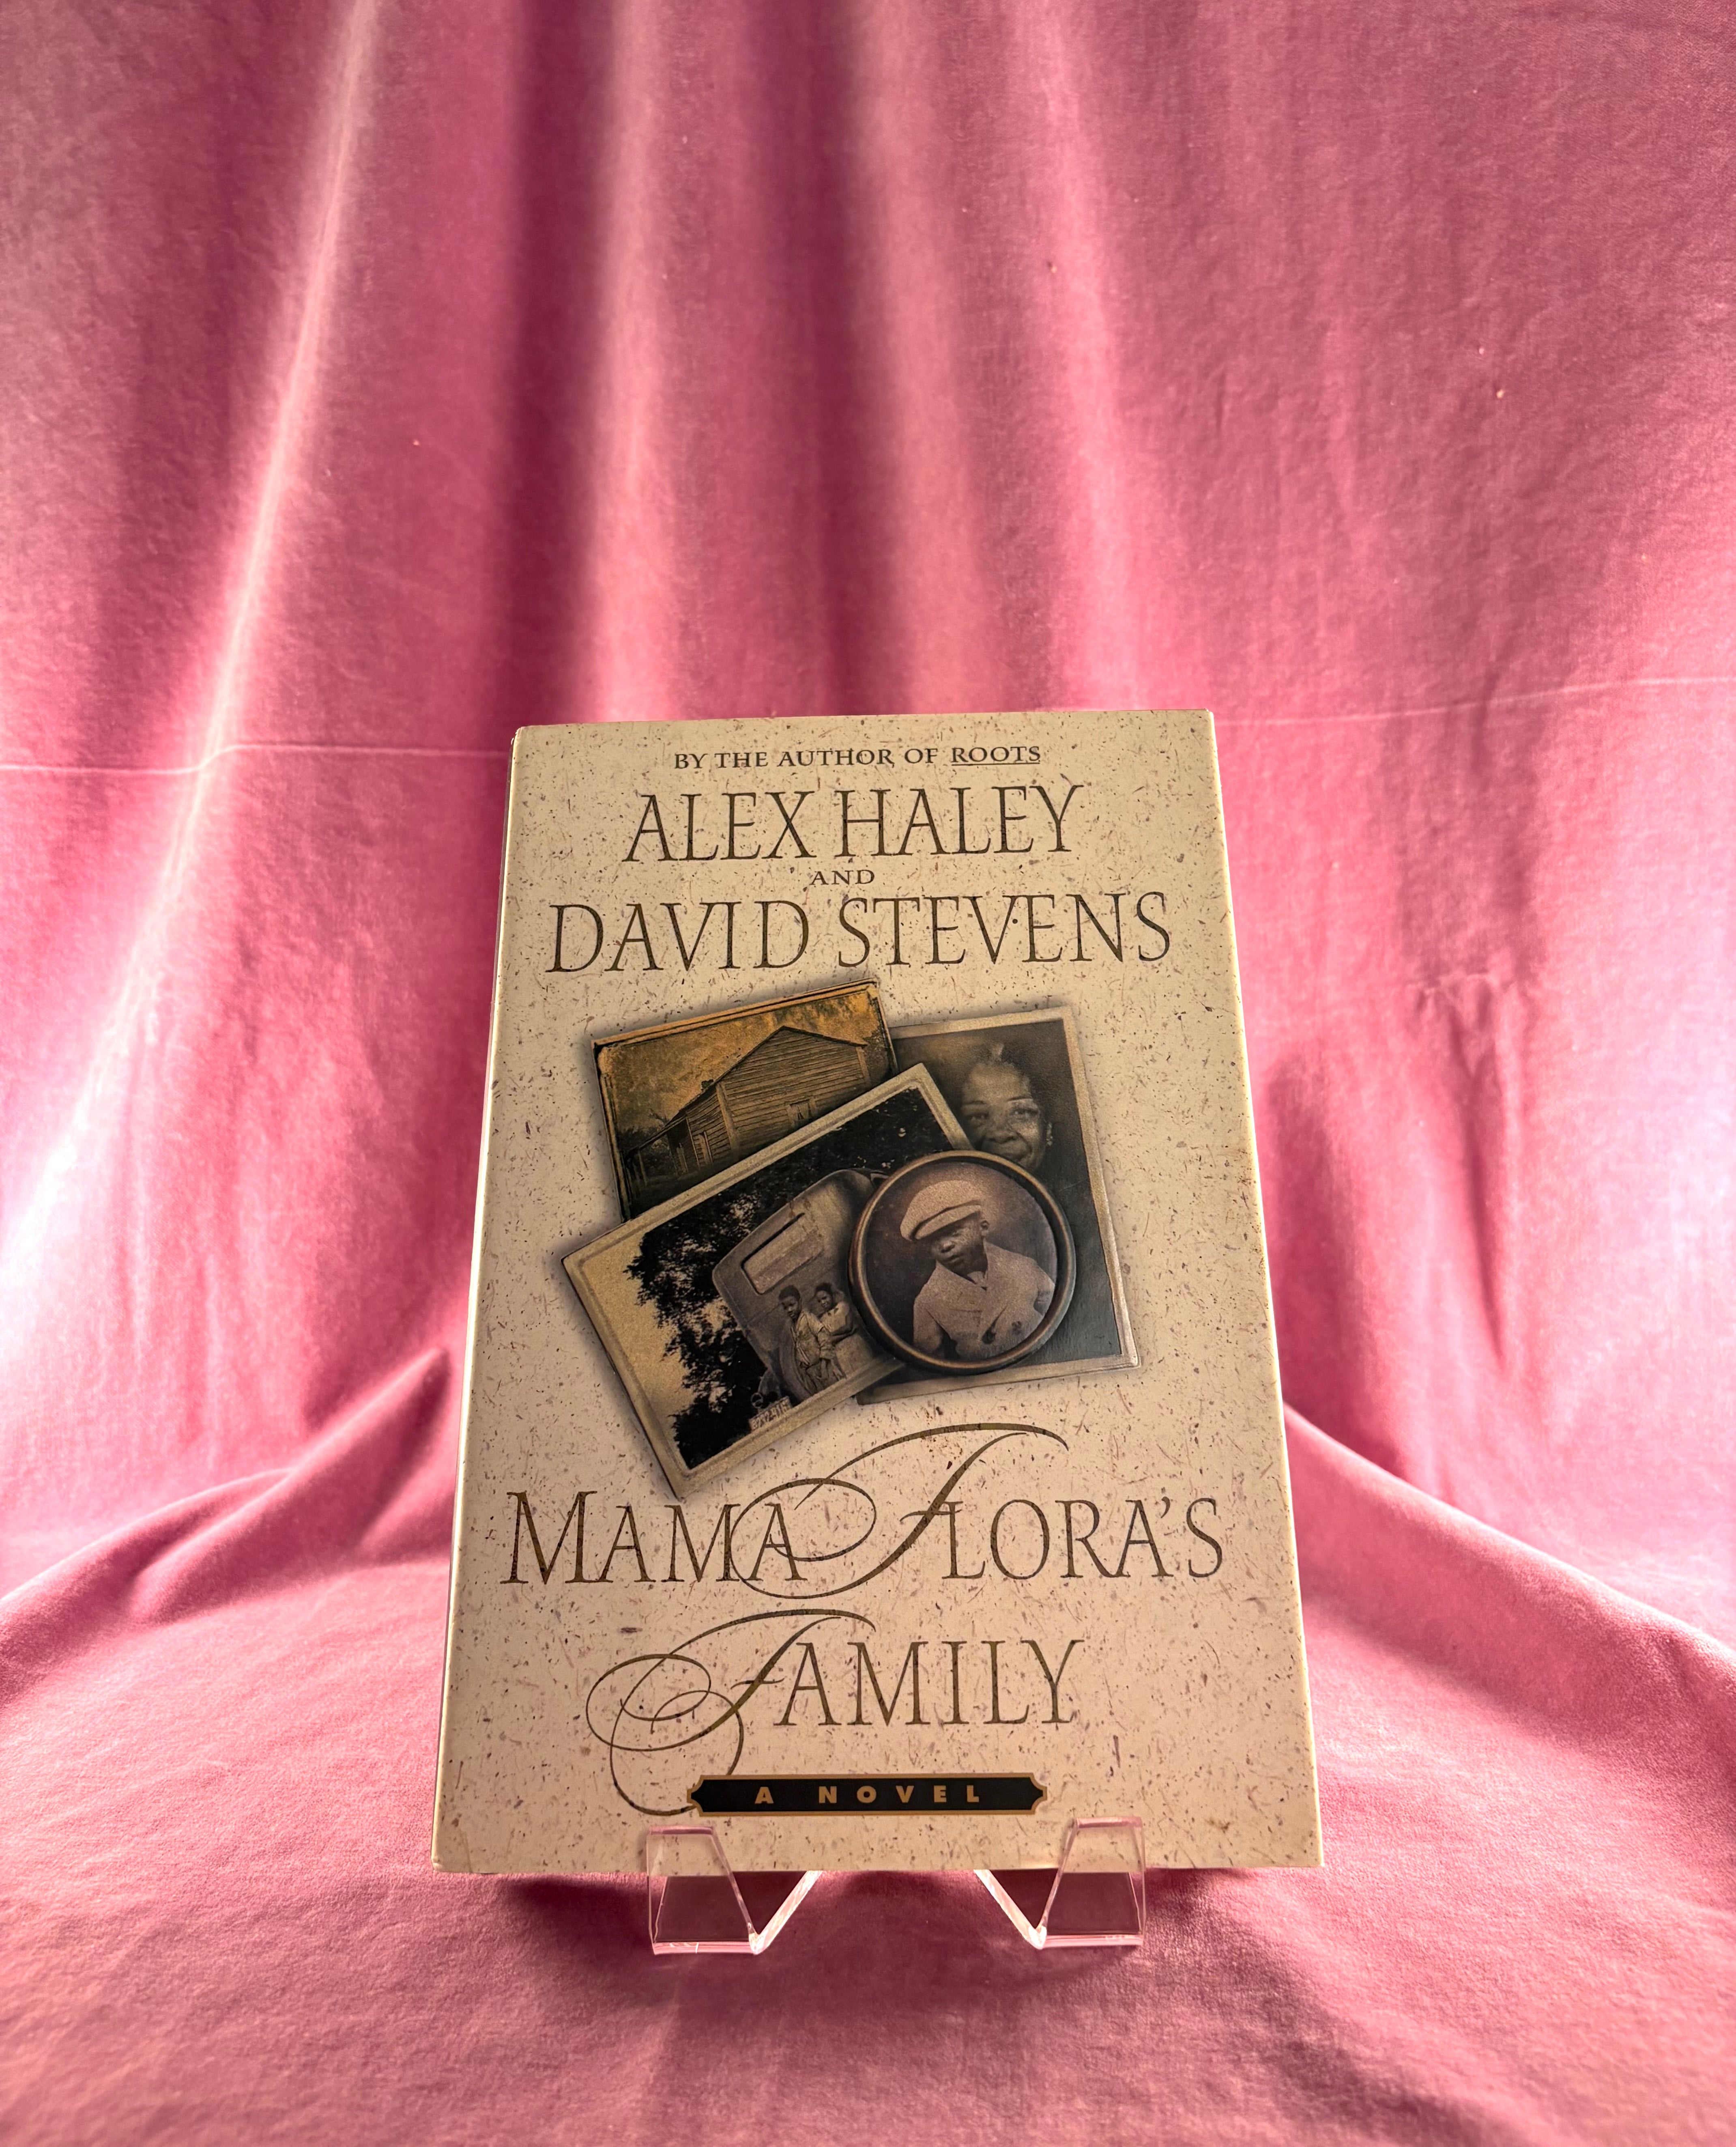 BY THE AUTHOR OF ROOTS
ALEX HALEY
AND
DAVID STEVENS
MAMA FLORA'S
FAMILY
A NOVEL